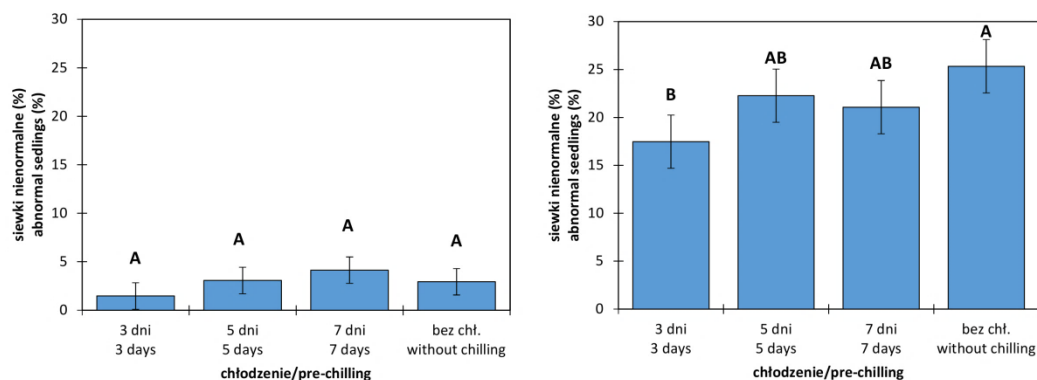 siewki nienormalne (%)
abnormal sedlings (%)
30
25
20
15
10
5
0
A
A
A
A
3 dni
3 days
5 dni
5 days
7 dni
7 days
bez chł.
without chilling
chłodzenie/pre-chilling
siewki nienormalne (%)
abnormal seedlings (%)
30
25
20
15
10
5
0
B
AB
AB
A
3 dni
3 days
5 dni
5 days
7 dni
7 days
bez chł.
without chilling
chłodzenie/pre-chilling